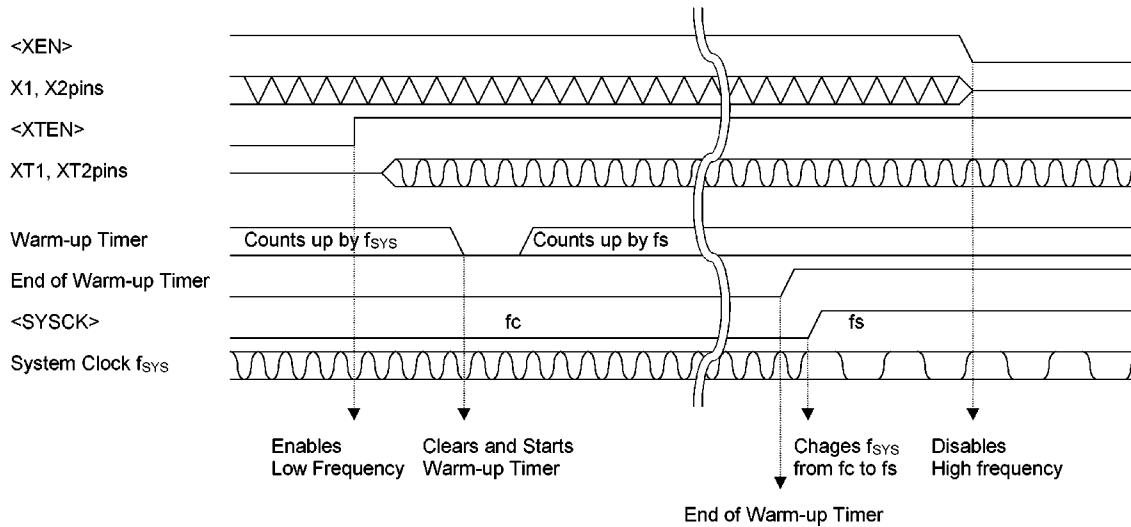 <XEN>
X1, X2pins
<XTEN>
XT1, XT2pins
Warm-up Timer
Counts up by fSYS
Counts up by fs
End of Warm-up Timer
<SYSCK>
fc
fs
System Clock fSYS
Enables
Low Frequency
Clears and Starts
Warm-up Timer
Chages fSYS
from fc to fs
Disables
High frequency
End of Warm-up Timer